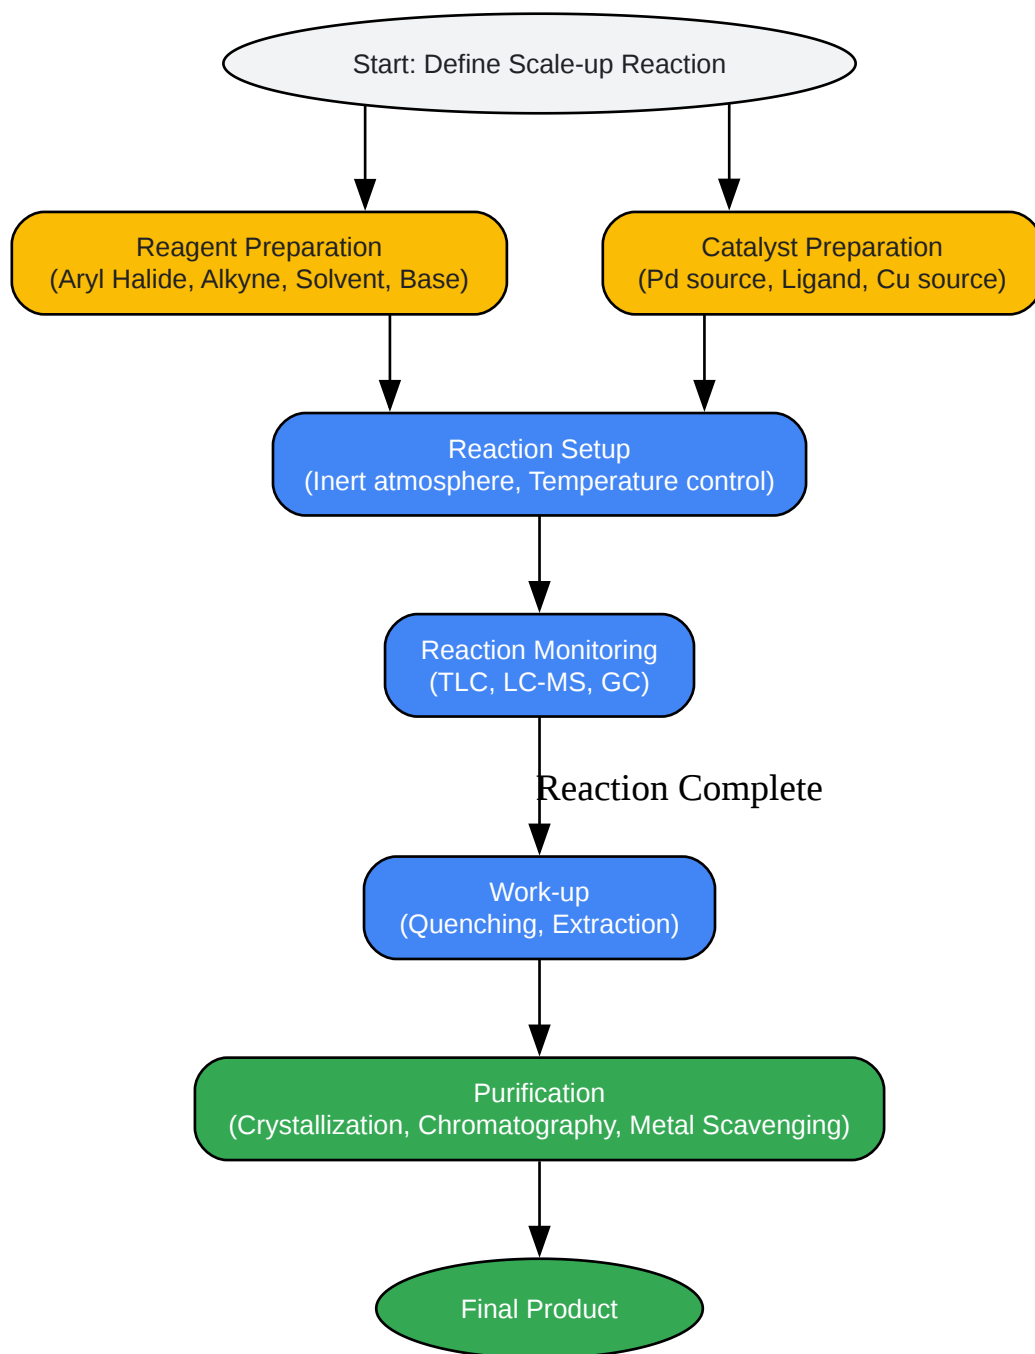 Start: Define Scale-up Reaction
Reagent Preparation
(Aryl Halide, Alkyne, Solvent, Base)
Catalyst Preparation
(Pd source, Ligand, Cu source)
Reaction Setup
(Inert atmosphere, Temperature control)
Reaction Monitoring
(TLC, LC-MS, GC)
Reaction Complete
Work-up
(Quenching, Extraction)
Purification
(Crystallization, Chromatography, Metal Scavenging)
Final Product